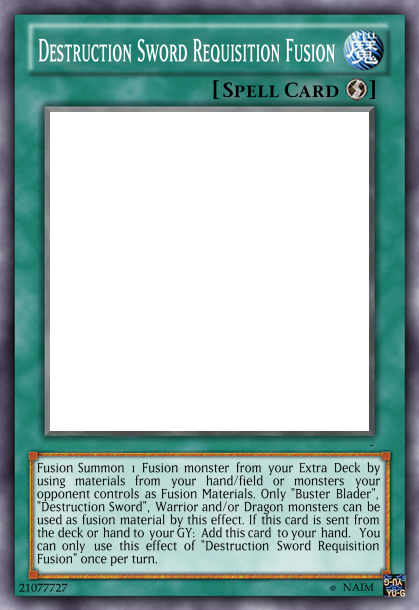 DESTRUCTION SWORD REQUISITION FUSION 魔
[SPELL CARD]
Fusion Summon 1 Fusion monster from your Extra Deck by
using materials from your hand/field or monsters your
opponent controls as Fusion Materials. Only "Buster Blader",
"Destruction Sword", Warrior and/or Dragon monsters can be
used as fusion material by this effect. If this card is sent from
the deck or hand to your GY: Add this card to your hand. You
can only use this effect of "Destruction Sword Requisition
Fusion" once per turn.
21077727
® NAIM
YU-G